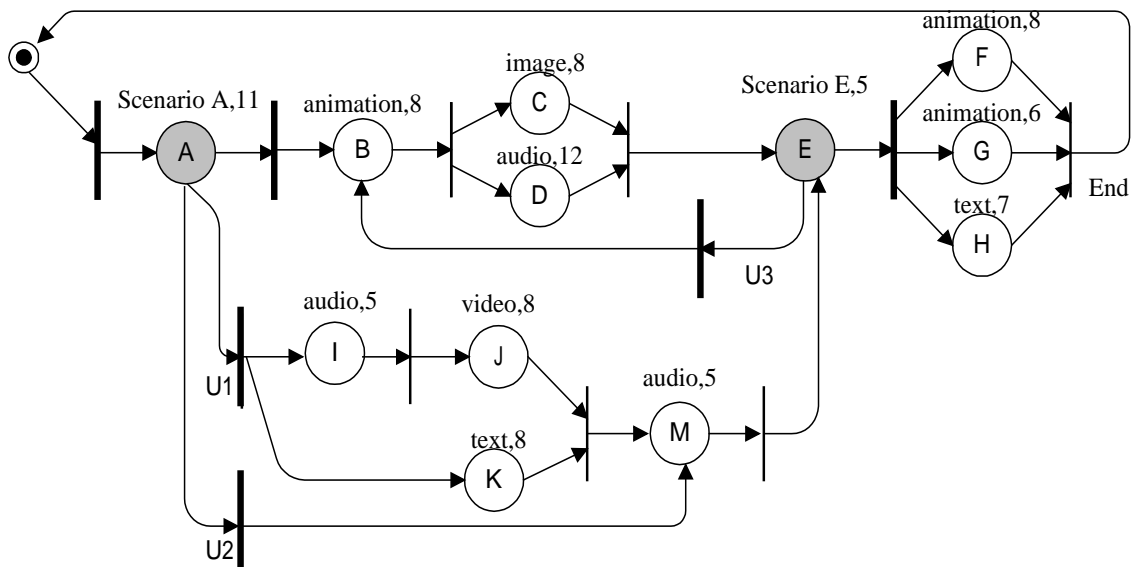 animation,8
F
image,8
Scenario E,5
Scenario A,11
animation,8
C
animation,6
A
B
audio,12
E
G
D
End
text,7
H
U3
audio,5
video,8
I
J
audio,5
U1
M
text,8
K
U2